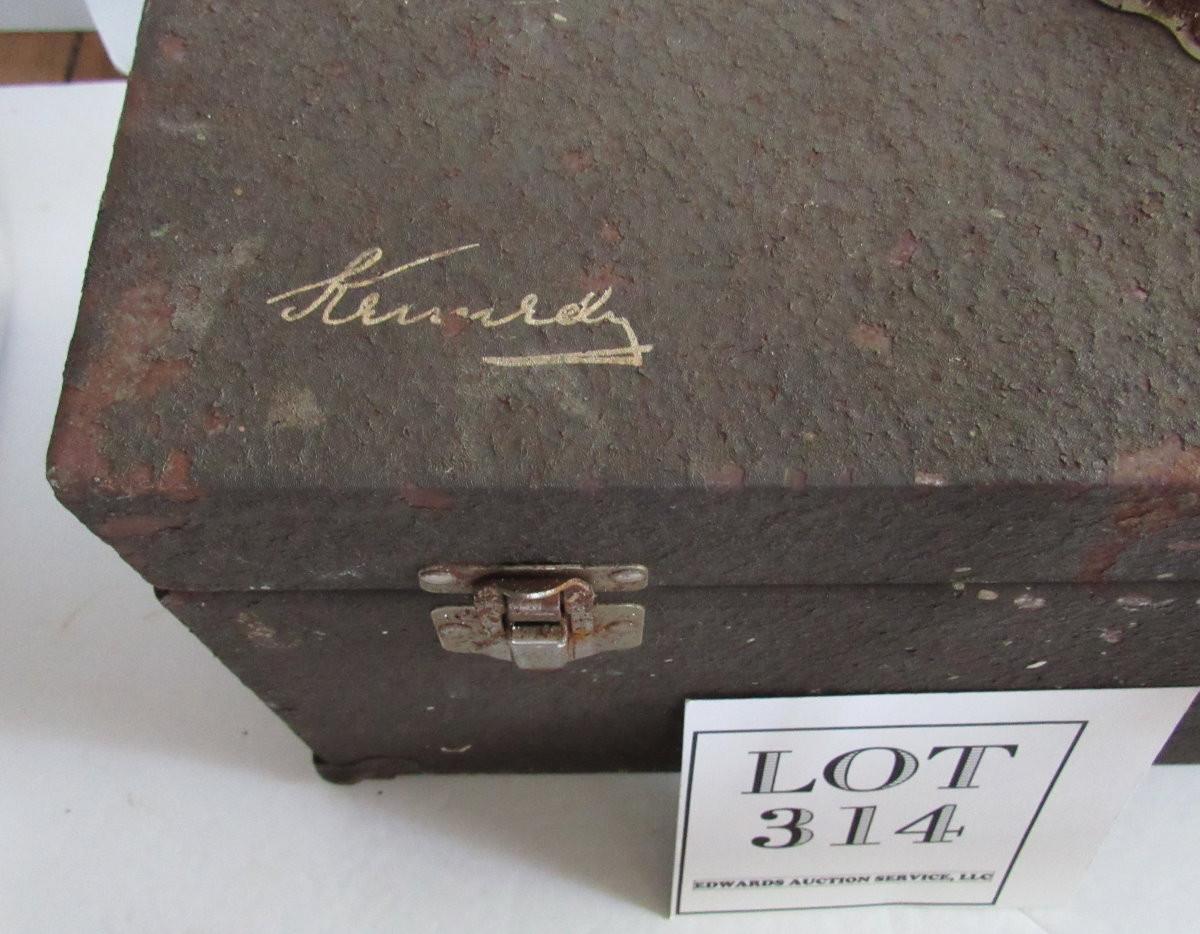 Kennedy
LOT
314
EDWARDS AUCTION SERVICE, LLC